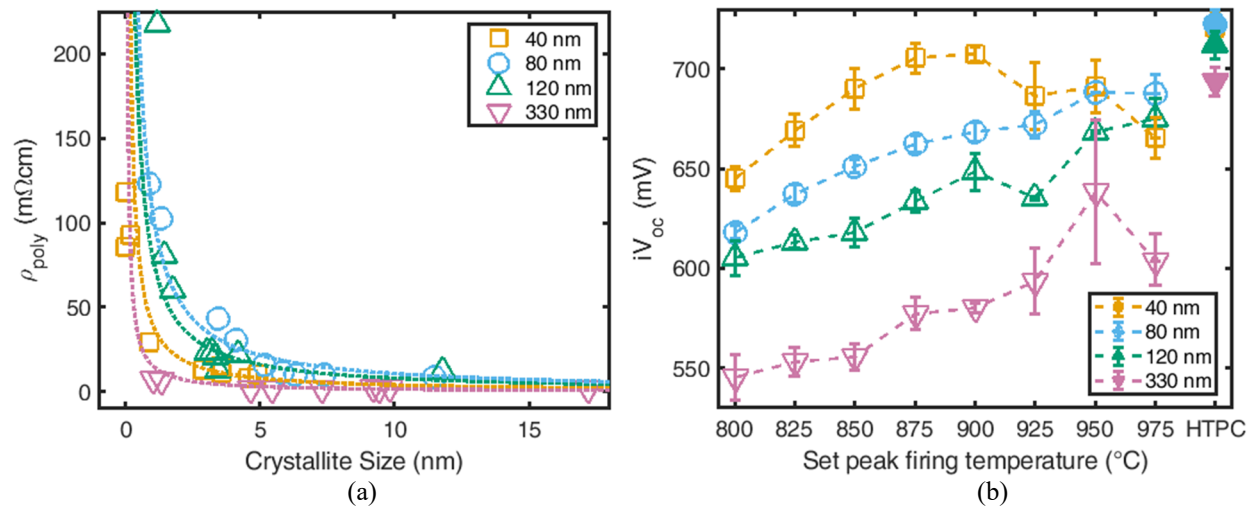 200
150
100
50
0
ρpoly (mΩcm)
0 5 10 15
Crystallite Size (nm)
40 nm
80 nm
120 nm
330 nm
(a)
700
650
600
550
iVoc (mV)
800 825 850 875 900 925 950 975 HTPC
Set peak firing temperature (°C)
40 nm
80 nm
120 nm
330 nm
(b)